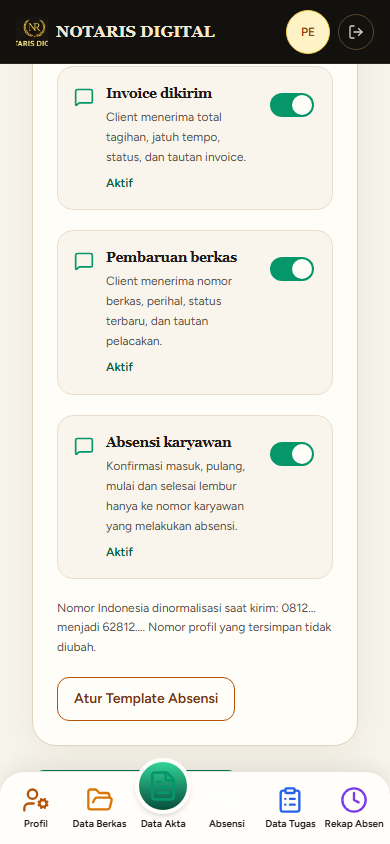 NR
TARIS DIG
NOTARIS DIGITAL
PE
Invoice dikirim
Client menerima total
tagihan, jatuh tempo,
status, dan tautan invoice.
Aktif
Pembaruan berkas
Client menerima nomor
berkas, perihal, status
terbaru, dan tautan
pelacakan.
Aktif
Absensi karyawan
Konfirmasi masuk, pulang,
mulai dan selesai lembur
hanya ke nomor karyawan
yang melakukan absensi.
Aktif
Nomor Indonesia dinormalisasi saat kirim: 0812...
menjadi 62812.... Nomor profil yang tersimpan tidak
diubah.
Atur Template Absensi
Profil
Data Berkas
Data Akta
Absensi
Data Tugas
Rekap Absen